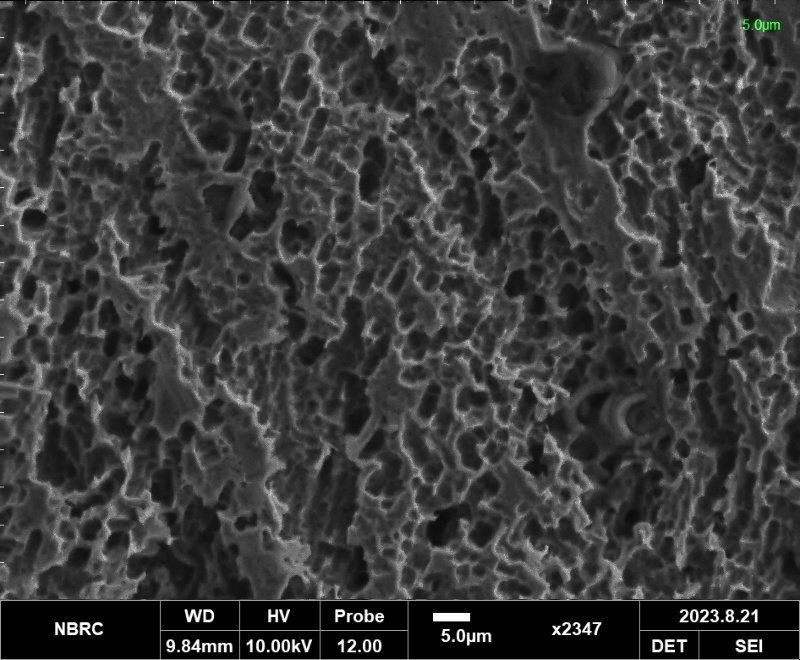 5.0µm
NBRC
WD
HV
Probe
9.84mm
10.00kV
12.00
5.0µm
x2347
2023.8.21
DET
SEI